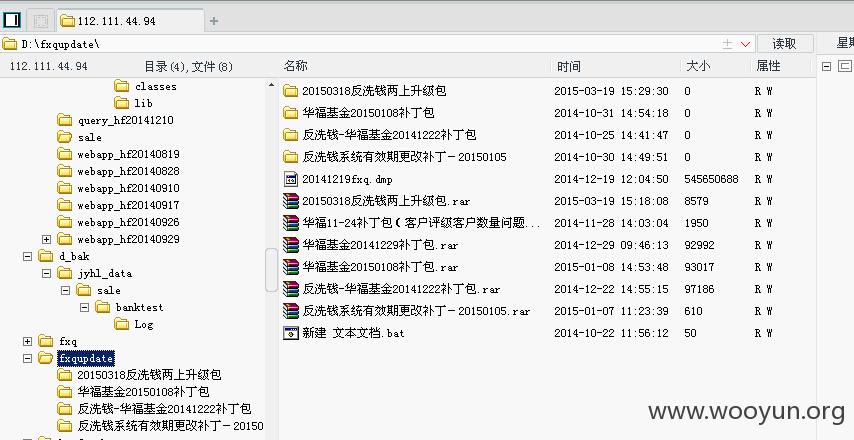 112.111.44.94
D:\fxqupdate\
读取
星期
112.111.44.94 目录(4),文件(8)
名称 时间 大小 属性
classes
lib
query_hf20141210
sale
webapp_hf20140819
webapp_hf20140828
webapp_hf20140910
webapp_hf20140917
webapp_hf20140926
webapp_hf20140929
d_bak
jyhl_data
sale
banktest
Log
fxq
fxqupdate
20150318反洗钱两上升级包
华福基金20150108补丁包
反洗钱-华福基金20141222补丁包
反洗钱系统有效期更改补丁－20150
20150318反洗钱两上升级包 2015-03-19 15:29:30 0 R W
华福基金20150108补丁包 2014-10-31 14:54:18 0 R W
反洗钱-华福基金20141222补丁包 2014-10-25 14:41:47 0 R W
反洗钱系统有效期更改补丁－20150105 2014-10-30 14:49:51 0 R W
20141219fxq.dmp 2014-12-19 12:04:50 545650688 R W
20150318反洗钱两上升级包.rar 2015-03-19 15:18:08 8579 R W
华福11-24补丁包（客户评级客户数量问题... 2014-11-28 14:03:04 1950 R W
华福基金20141229补丁包.rar 2014-12-29 09:46:13 92992 R W
华福基金20150108补丁包.rar 2015-01-08 14:53:48 93017 R W
反洗钱-华福基金20141222补丁包.rar 2014-12-22 14:55:15 97186 R W
反洗钱系统有效期更改补丁－20150105.rar 2015-01-07 11:23:39 610 R W
新建 文本文档.bat 2014-10-22 11:56:12 50 R W
www.wooyun.org